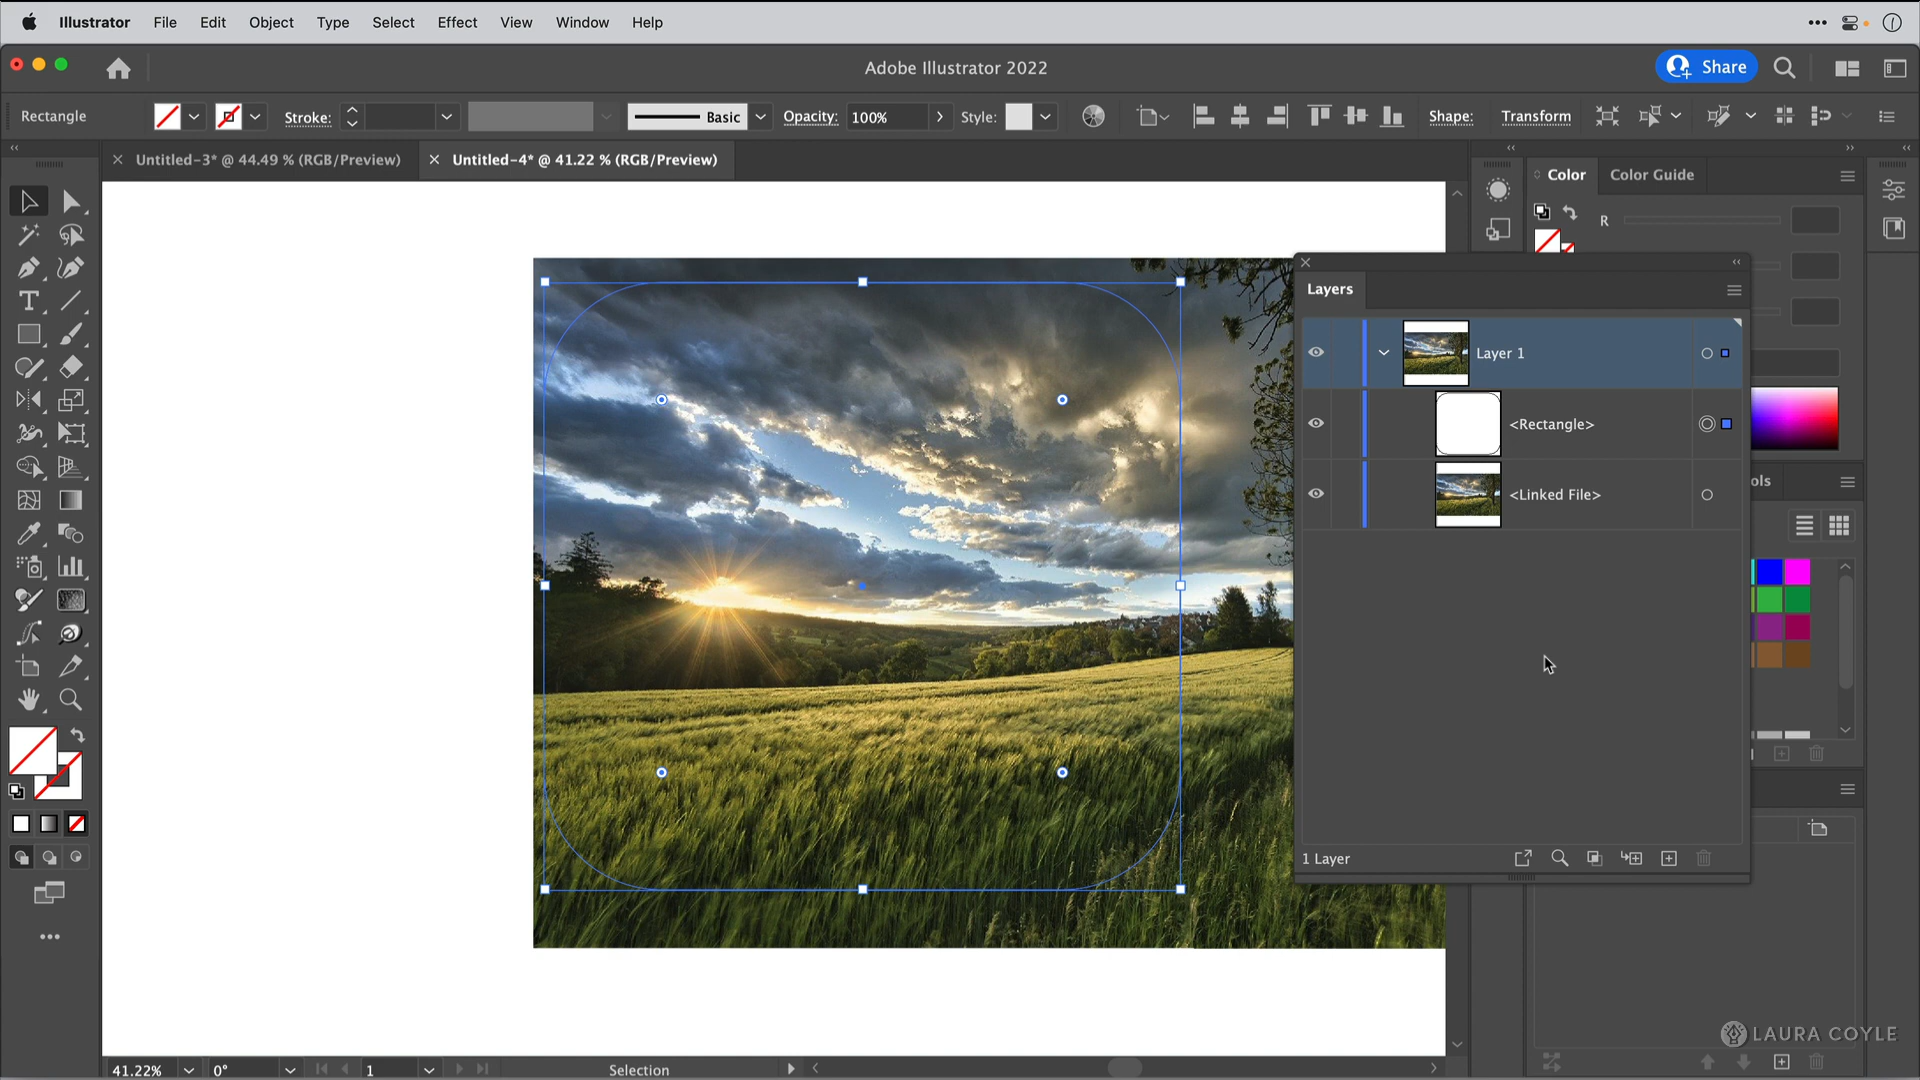 Illustrator File Edit Object Type Select Effect View Window Help
Adobe Illustrator 2022
Share
Rectangle Stroke: Basic Opacity: 100% Style: Shape: Transform
Untitled-3* @ 44.49 % (RGB/Preview)
Untitled-4* @ 41.22 % (RGB/Preview)
Color Color Guide
R
Layers
Layer 1
<Rectangle>
<Linked File>
ols
1 Layer
LAURA COYLE
41.22% 0° 1 Selection